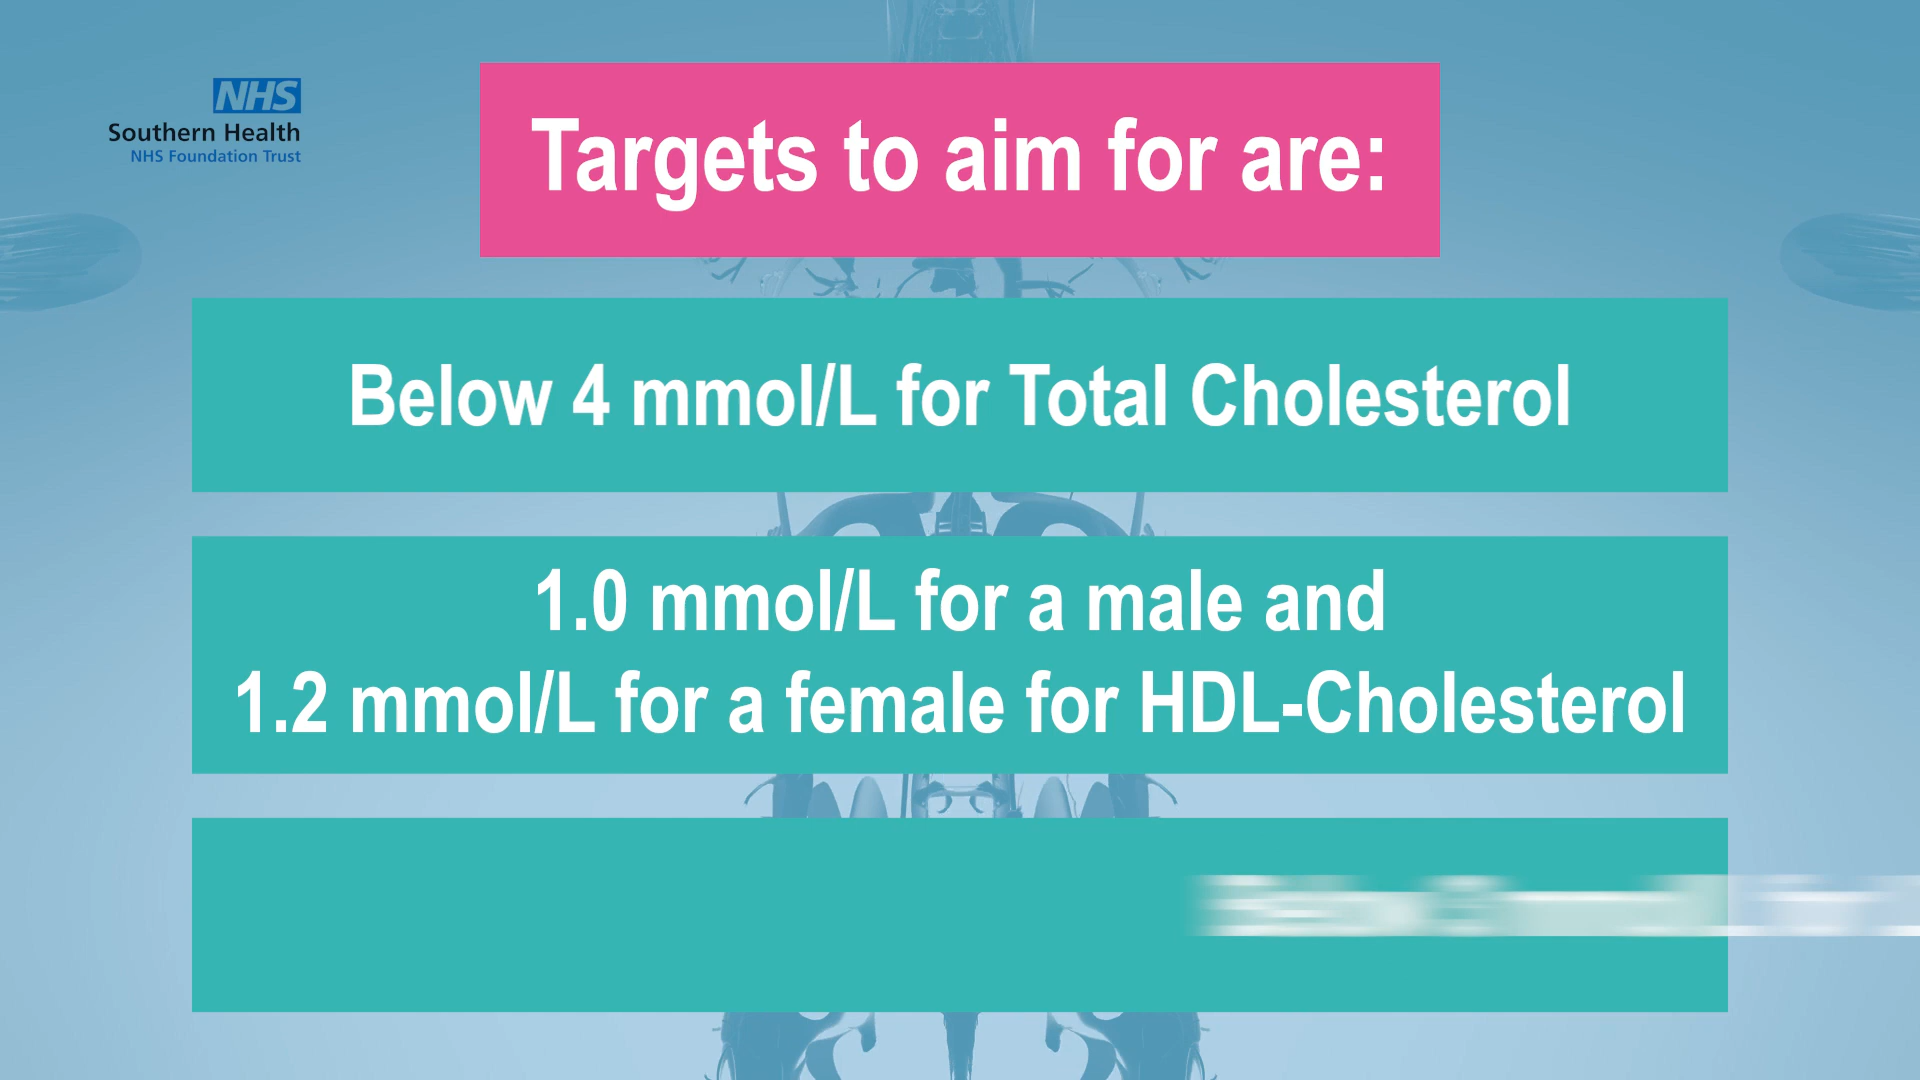 NHS
Southern Health
NHS Foundation Trust
Targets to aim for are:
Below 4 mmol/L for Total Cholesterol
1.0 mmol/L for a male and
1.2 mmol/L for a female for HDL-Cholesterol